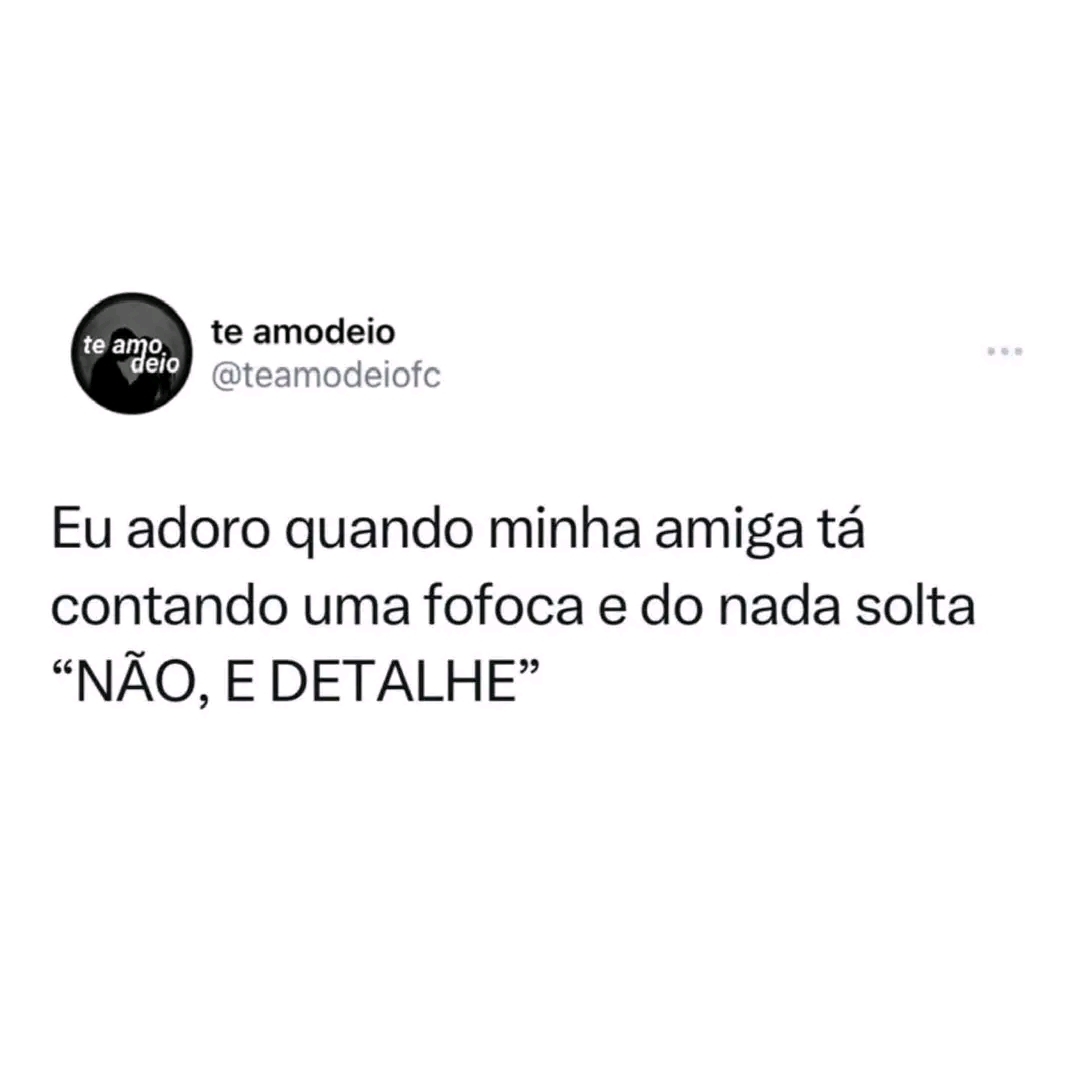 te amo
deio
te amodeio
@teamodeiofc
Eu adoro quando minha amiga tá
contando uma fofoca e do nada solta
“NÃO, E DETALHE”